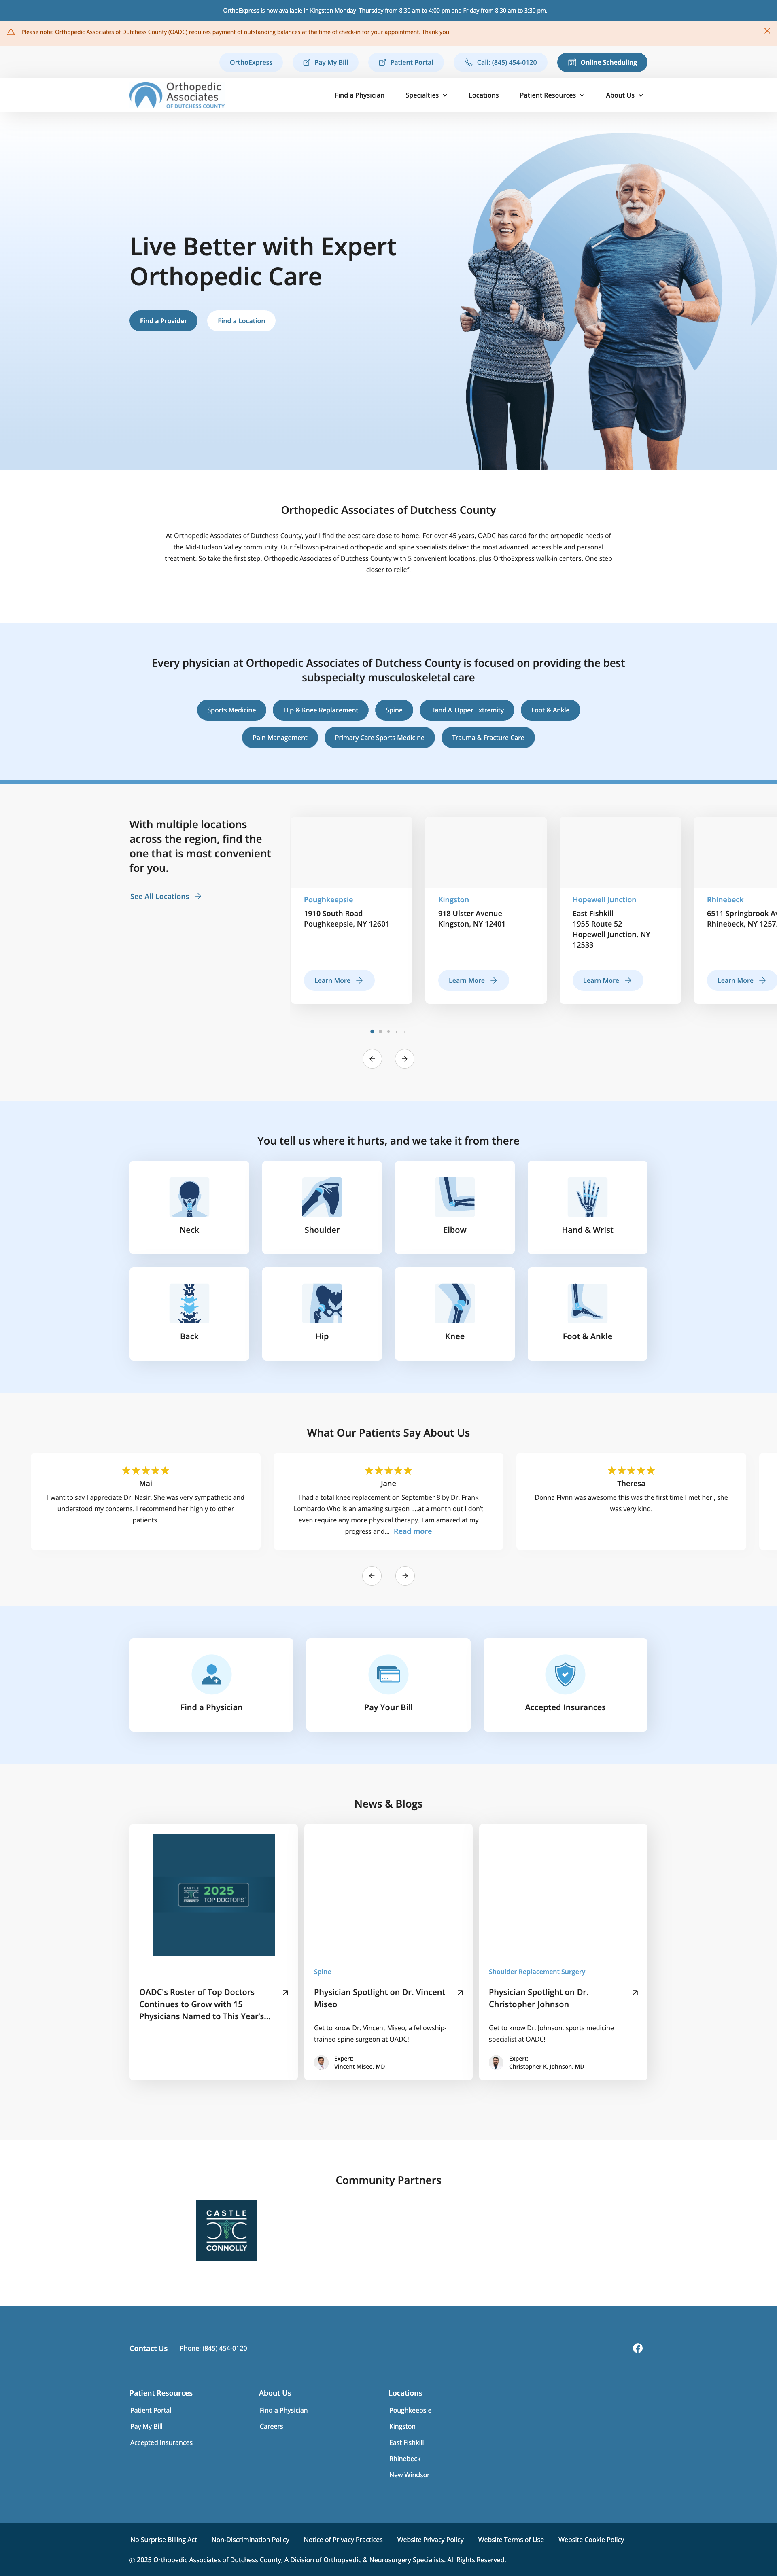 OrthoExpress is now available in Kingston Monday–Thursday from 8:30 am to 4:00 pm and Friday from 8:30 am to 3:30 pm.
Please note: Orthopedic Associates of Dutchess County (OADC) requires payment of outstanding balances at the time of check-in for your appointment. Thank you.
OrthoExpress
Pay My Bill
Patient Portal
Call: (845) 454-0120
Online Scheduling
Orthopedic
Associates
OF DUTCHESS COUNTY
Find a Physician
Specialties
Locations
Patient Resources
About Us
Live Better with Expert
Orthopedic Care
Find a Provider
Find a Location
Orthopedic Associates of Dutchess County
At Orthopedic Associates of Dutchess County, you'll find the best care close to home. For over 45 years, OADC has cared for the orthopedic needs of
the Mid-Hudson Valley community. Our fellowship-trained orthopedic and spine specialists deliver the most advanced, accessible and personal
treatment. So take the first step. Orthopedic Associates of Dutchess County with 5 convenient locations, plus OrthoExpress walk-in centers. One step
closer to relief.
Every physician at Orthopedic Associates of Dutchess County is focused on providing the best
subspecialty musculoskeletal care
Sports Medicine
Hip & Knee Replacement
Spine
Hand & Upper Extremity
Foot & Ankle
Pain Management
Primary Care Sports Medicine
Trauma & Fracture Care
With multiple locations
across the region, find the
one that is most convenient
for you.
See All Locations
Poughkeepsie
1910 South Road
Poughkeepsie, NY 12601
Learn More
Kingston
918 Ulster Avenue
Kingston, NY 12401
Learn More
Hopewell Junction
East Fishkill
1955 Route 52
Hopewell Junction, NY
12533
Learn More
Rhinebeck
6511 Springbrook
Rhinebeck, NY
Learn More
You tell us where it hurts, and we take it from there
Neck
Shoulder
Elbow
Hand & Wrist
Back
Hip
Knee
Foot & Ankle
What Our Patients Say About Us
Mai
I want to say I appreciate Dr. Nasir. She was very sympathetic and
understood my concerns. I recommend her highly to other
patients.
Jane
I had a total knee replacement on September 8 by Dr. Frank
Lombardo Who is an amazing surgeon ....at a month out I don't
even require any more physical therapy. I am amazed at my
progress and... Read more
Theresa
Donna Flynn was awesome this was the first time I met her , she
was very kind.
Find a Physician
Pay Your Bill
Accepted Insurances
News & Blogs
2025
TOP DOCTORS
OADC's Roster of Top Doctors
Continues to Grow with 15
Physicians Named to This Year's...
Spine
Physician Spotlight on Dr. Vincent
Miseo
Get to know Dr. Vincent Miseo, a fellowship-
trained spine surgeon at OADC!
Expert:
Vincent Miseo, MD
Shoulder Replacement Surgery
Physician Spotlight on Dr.
Christopher Johnson
Get to know Dr. Johnson, sports medicine
specialist at OADC!
Expert:
Christopher K. Johnson, MD
Community Partners
CASTLE
CONNOLLY
Contact Us
Phone: (845) 454-0120
Patient Resources
Patient Portal
Pay My Bill
Accepted Insurances
About Us
Find a Physician
Careers
Locations
Poughkeepsie
Kingston
East Fishkill
Rhinebeck
New Windsor
No Surprise Billing Act
Non-Discrimination Policy
Notice of Privacy Practices
Website Privacy Policy
Website Terms of Use
Website Cookie Policy
© 2025 Orthopedic Associates of Dutchess County, A Division of Orthopaedic & Neurosurgery Specialists. All Rights Reserved.